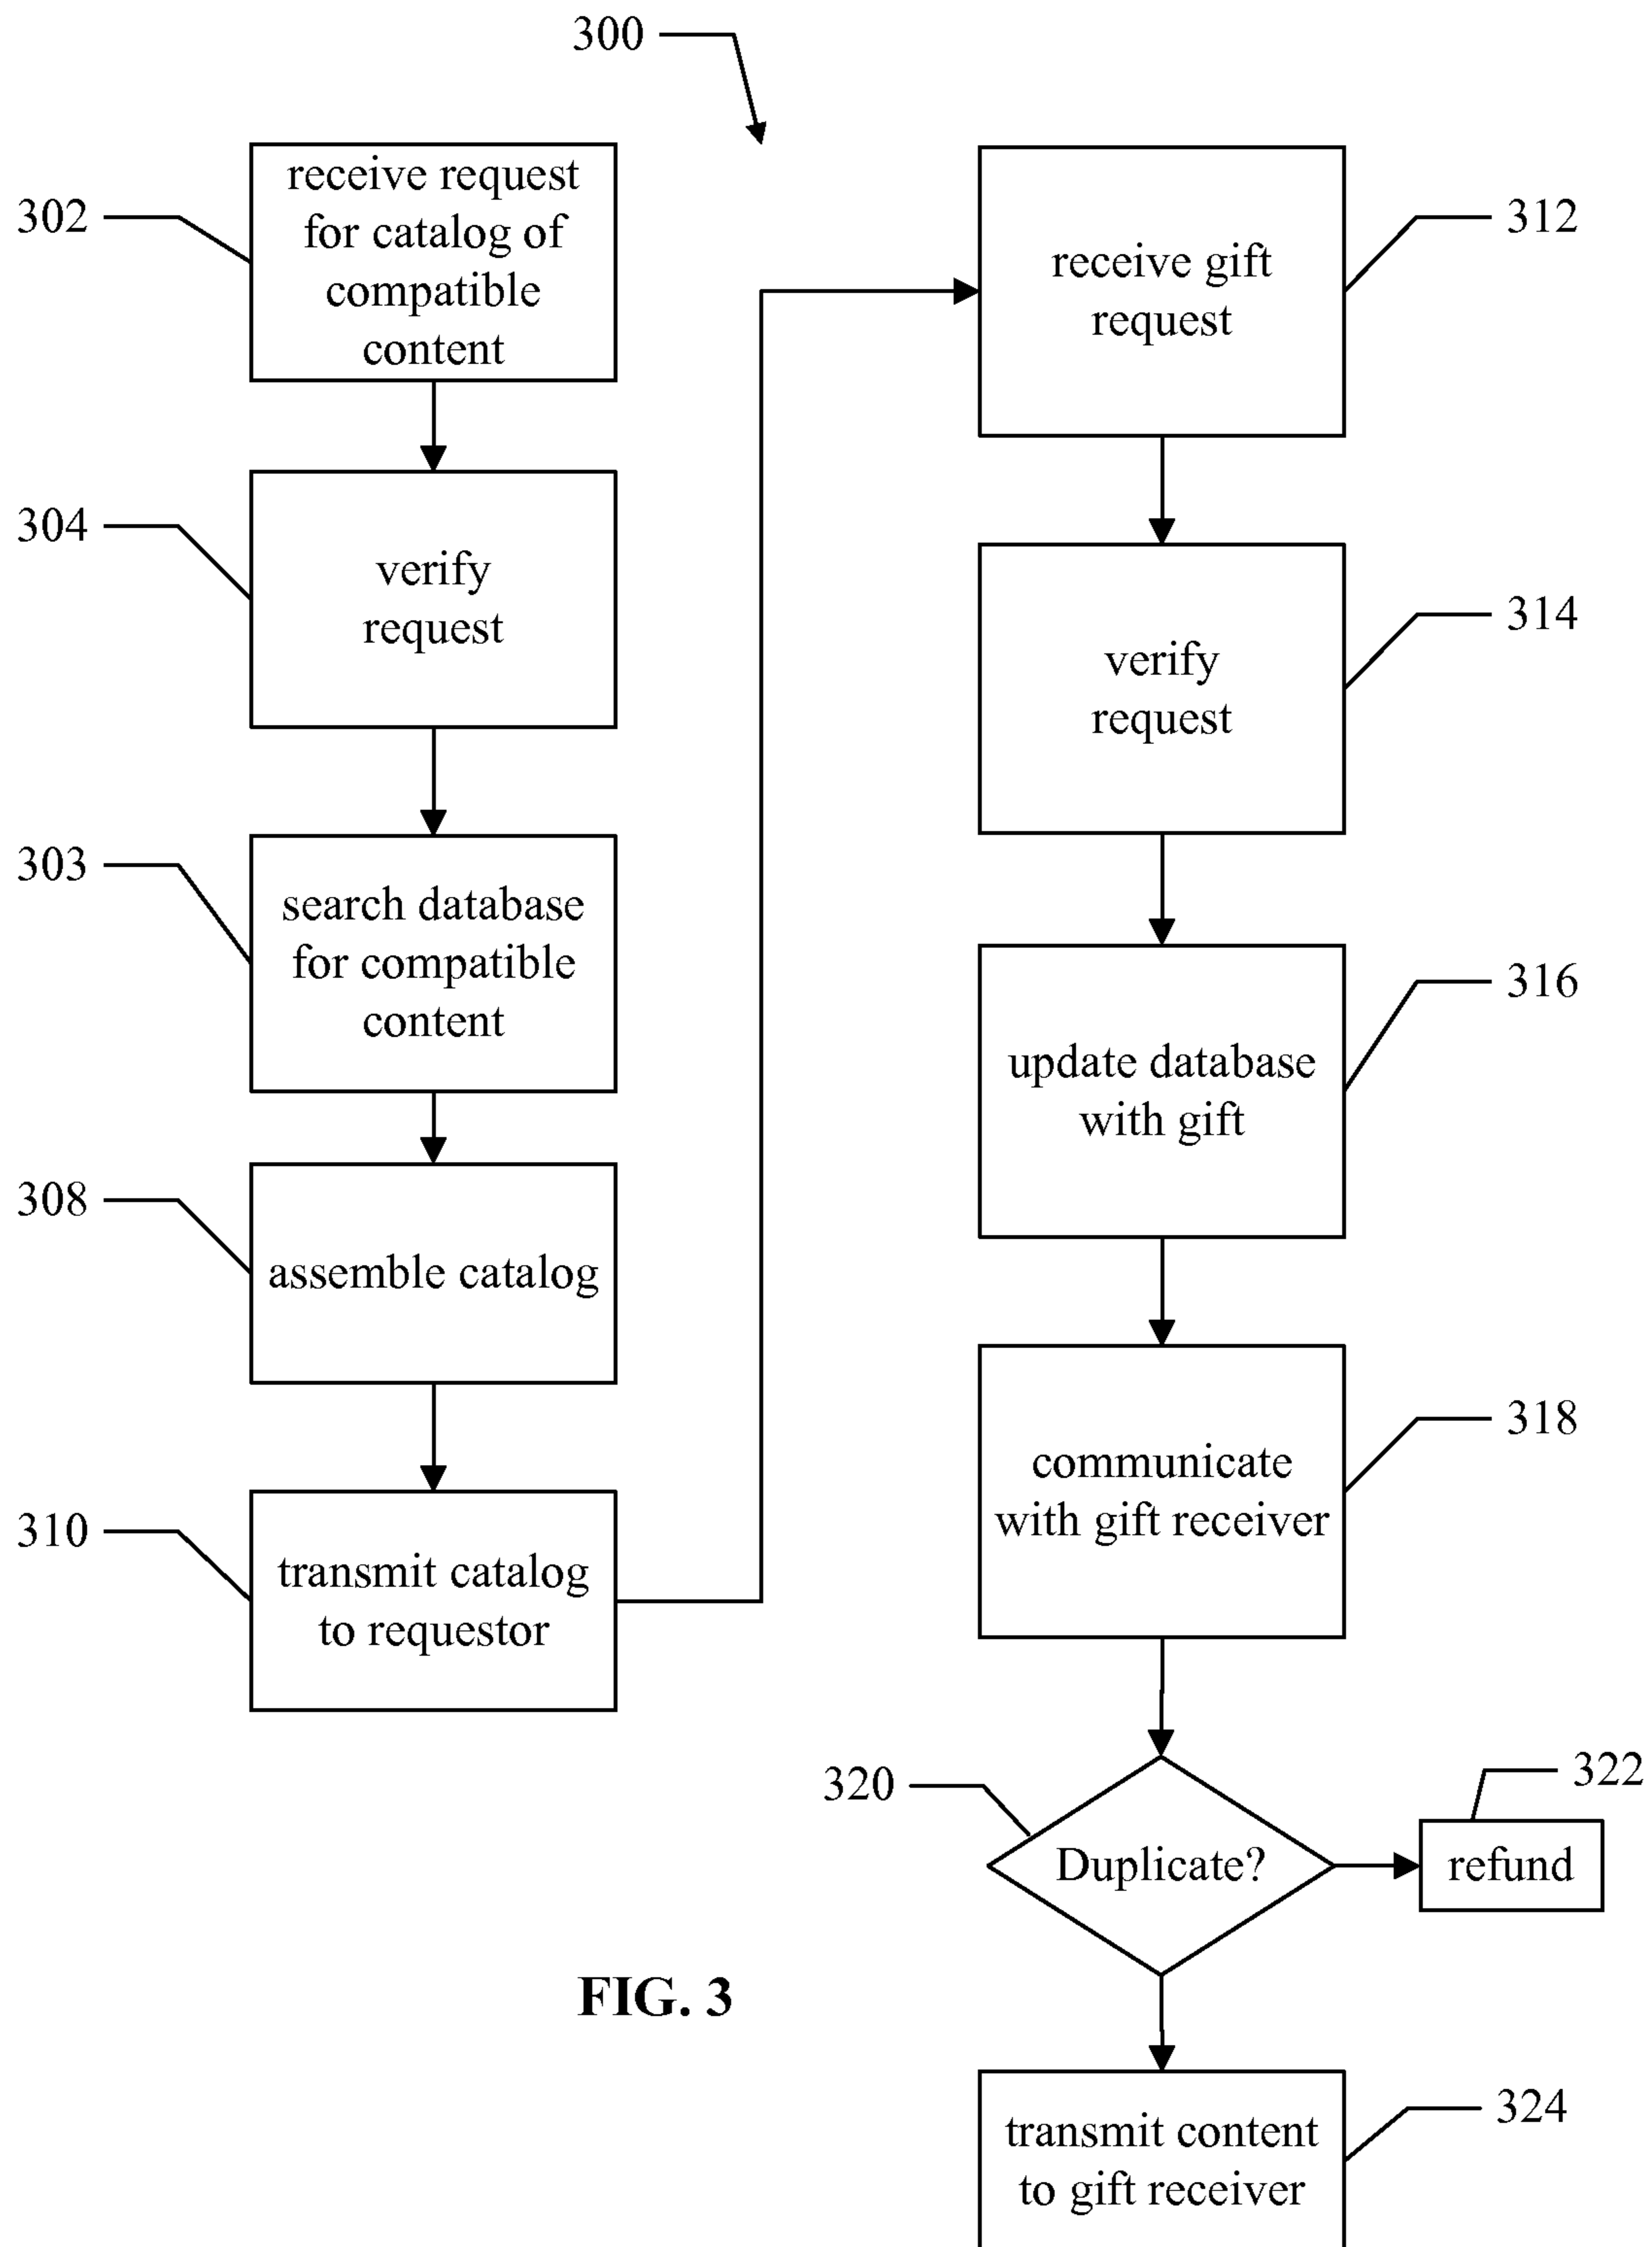 300
302
receive request
for catalog of
compatible
content
304
verify
request
303
search database
for compatible
content
308
assemble catalog
310
transmit catalog
to requestor
312
receive gift
request
314
verify
request
316
update database
with gift
318
communicate
with gift receiver
320
Duplicate?
322
refund
324
transmit content
to gift receiver
FIG. 3